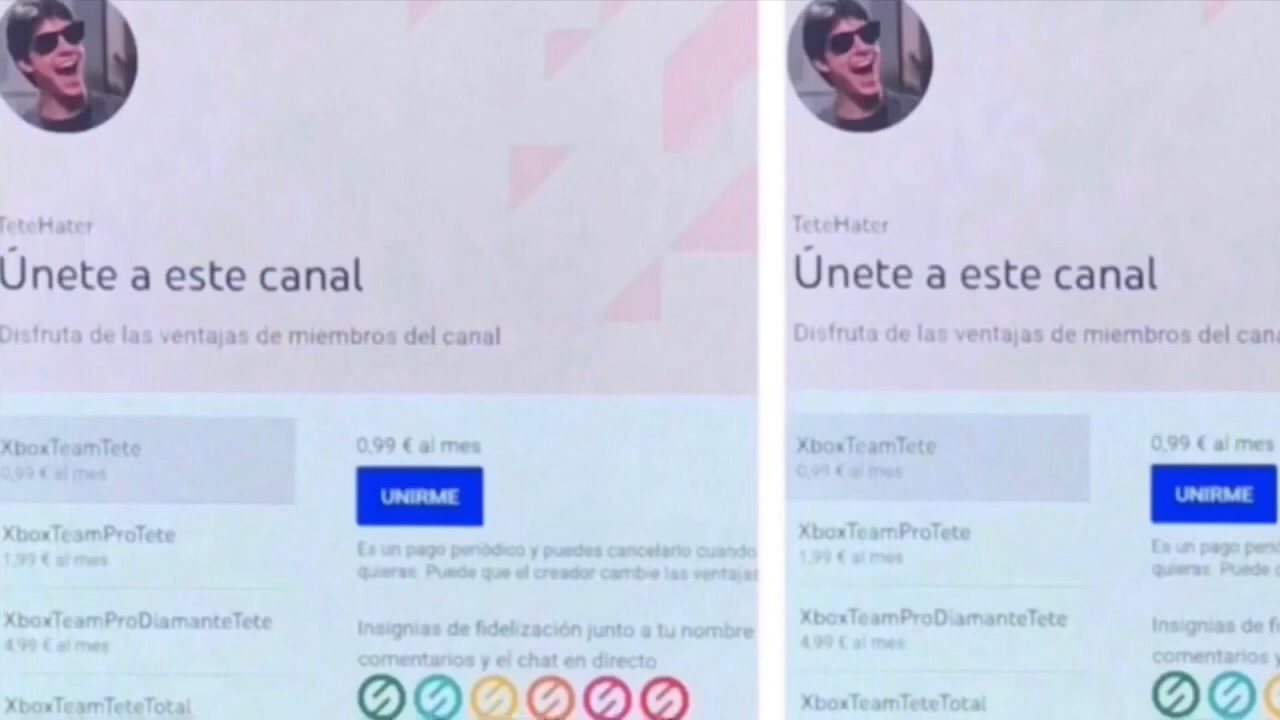 TeteHater
Únete a este canal
Disfruta de las ventajas de miembros del canal
XboxTeamTete
0,99 € al mes
XboxTeamProTete
1,99 € al mes
XboxTeamProDiamanteTete
4,99 € al mes
XboxTeamTeteTotal
0,99 € al mes
UNIRME
Es un pago periódico y puedes cancelarlo cuando
quieras. Puede que el creador cambie las ventajas
Insignias de fidelización junto a tu nombre
comentarios y el chat en directo
TeteHater
Únete a este canal
Disfruta de las ventajas de miembros del
XboxTeamTete
0,99 € al mes
XboxTeamProTete
1,99 € al mes
XboxTeamProDiamanteTete
4,99 € al mes
XboxTeamTeteTotal
0,99 € al mes
UNIRME
Es un pago
quieras. Puede
Insignias de
comentarios y